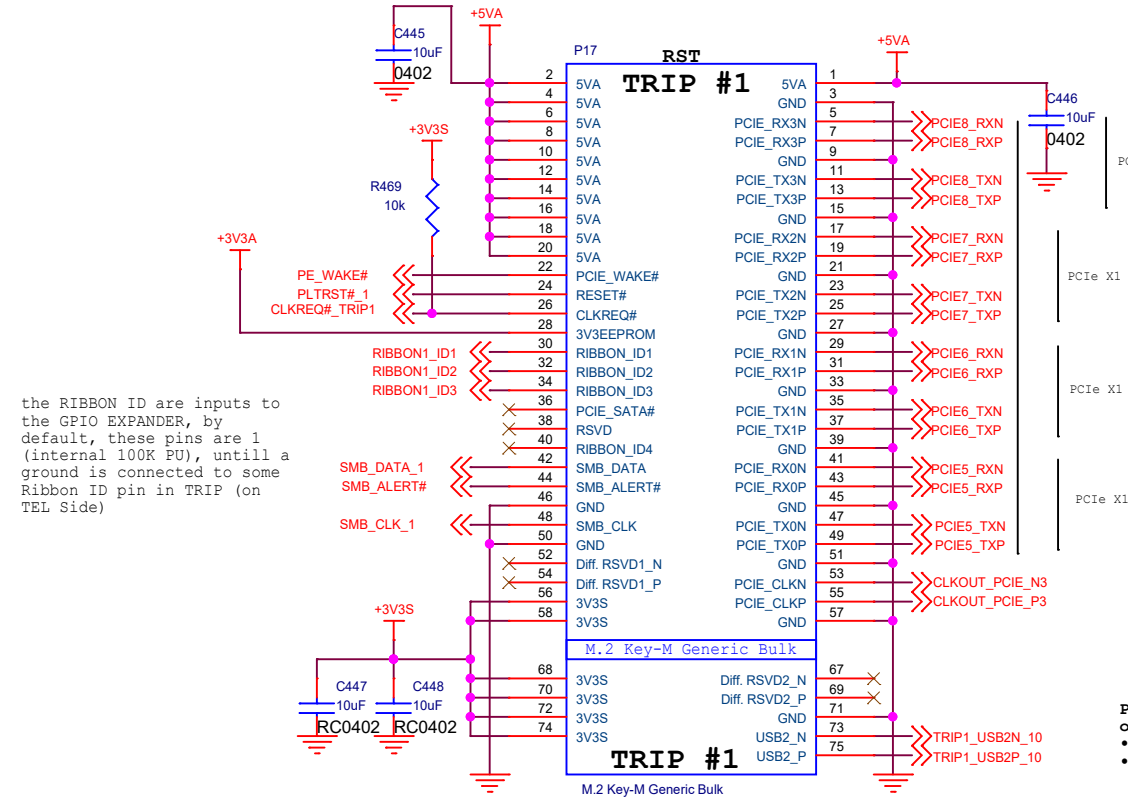 +5VA
C445
10uF
0402
P17
RST
TRIP #1
+5VA
C446
10uF
0402
+3V3S
R469
10k
+3V3A
2 5VA
4 5VA
6 5VA
8 5VA
10 5VA
12 5VA
14 5VA
16 5VA
18 5VA
20 5VA
PE_WAKE# 22 PCIE_WAKE#
PLTRST#_1 24 RESET#
CLKREQ#_TRIP1 26 CLKREQ#
28 3V3EEPROM
RIBBON1_ID1 30 RIBBON_ID1
RIBBON1_ID2 32 RIBBON_ID2
RIBBON1_ID3 34 RIBBON_ID3
36 PCIE_SATA#
38 RSVD
40 RIBBON_ID4
SMB_DATA_1 42 SMB_DATA
SMB_ALERT# 44 SMB_ALERT#
46 GND
SMB_CLK_1 48 SMB_CLK
50 GND
52 Diff. RSVD1_N
54 Diff. RSVD1_P
56 3V3S
58 3V3S
5VA 1
GND 3
PCIE_RX3N 5 PCIE8_RXN
PCIE_RX3P 7 PCIE8_RXP
GND 9
PCIE_TX3N 11 PCIE8_TXN
PCIE_TX3P 13 PCIE8_TXP
GND 15
PCIE_RX2N 17 PCIE7_RXN
PCIE_RX2P 19 PCIE7_RXP
GND 21
PCIE_TX2N 23 PCIE7_TXN
PCIE_TX2P 25 PCIE7_TXP
GND 27
PCIE_RX1N 29 PCIE6_RXN
PCIE_RX1P 31 PCIE6_RXP
GND 33
PCIE_TX1N 35 PCIE6_TXN
PCIE_TX1P 37 PCIE6_TXP
GND 39
PCIE_RX0N 41 PCIE5_RXN
PCIE_RX0P 43 PCIE5_RXP
GND 45
PCIE_TX0N 47 PCIE5_TXN
PCIE_TX0P 49 PCIE5_TXP
GND 51
PCIE_CLKN 53 CLKOUT_PCIE_N3
PCIE_CLKP 55 CLKOUT_PCIE_P3
GND 57
PCIe X1
PCIe X1
PCIe X1
the RIBBON ID are inputs to
the GPIO EXPANDER, by
default, these pins are 1
(internal 100K PU), untill a
ground is connected to some
Ribbon ID pin in TRIP (on
TEL Side)
M.2 Key-M Generic Bulk
+3V3S
C447
10uF
RC0402
C448
10uF
RC0402
68 3V3S
70 3V3S
72 3V3S
74 3V3S
Diff. RSVD2_N 67
Diff. RSVD2_P 69
GND 71
USB2_N 73 TRIP1_USB2N_10
USB2_P 75 TRIP1_USB2P_10
TRIP #1
M.2 Key-M Generic Bulk